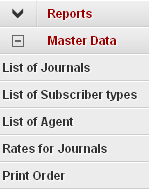 Reports
Master Data
List of Journals
List of Subscriber types
List of Agent
Rates for Journals
Print Order